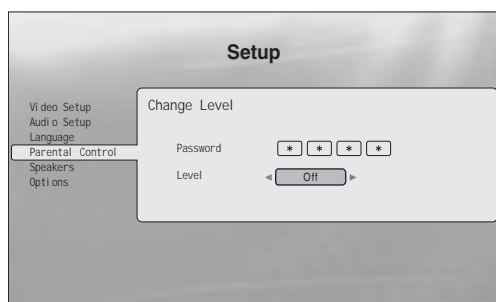 Setup
Video Setup
Audio Setup
Language
Parental Control
Speakers
Options
Change Level
Password * * * *
Level ◀ Off ▶